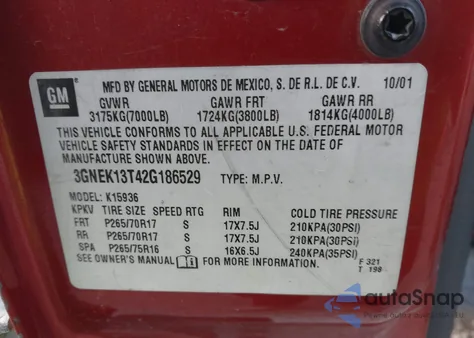 GM
MFD BY GENERAL MOTORS DE MEXICO, S. DE R.L. DE C.V. 10/01
GVWR GAWR FRT GAWR RR
3175KG(7000LB) 1724KG(3800LB) 1814KG(4000LB)
THIS VEHICLE CONFORMS TO ALL APPLICABLE U.S. FEDERAL MOTOR
VEHICLE SAFETY STANDARDS IN EFFECT ON THE DATE OF
MANUFACTURE SHOWN ABOVE.
3GNEK13T42G186529 TYPE: M.P.V.
MODEL: K15936
KPKV TIRE SIZE SPEED RTG RIM COLD TIRE PRESSURE
FRT P265/70R17 S 17X7.5J 210KPA(30PSI)
RR P265/70R17 S 17X7.5J 210KPA(30PSI)
SPA P265/75R16 S 16X6.5J 240KPA(35PSI)
SEE OWNER'S MANUAL FOR MORE INFORMATION.
F 321
T 198
autoSnap